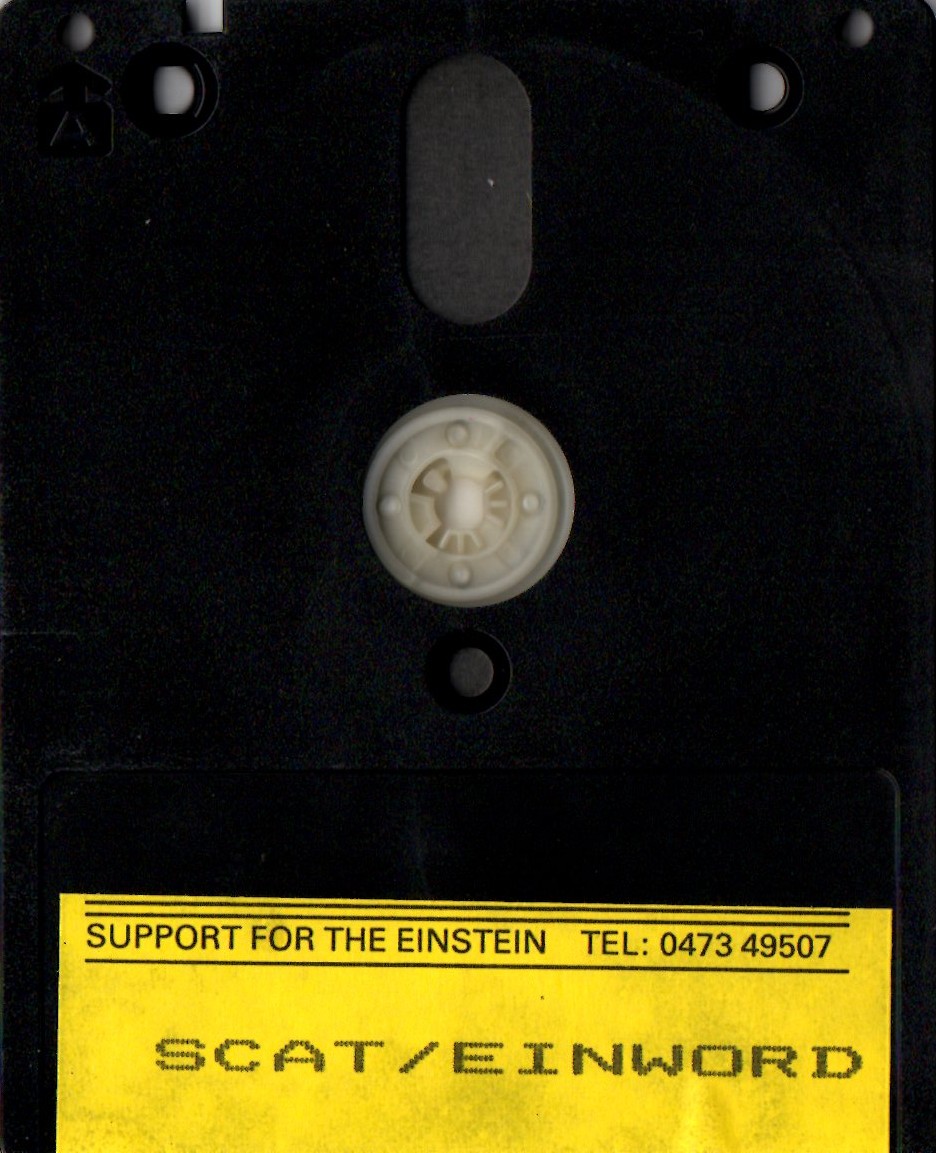 SUPPORT FOR THE EINSTEIN TEL: 0473 49507
SCAT/EINWORD